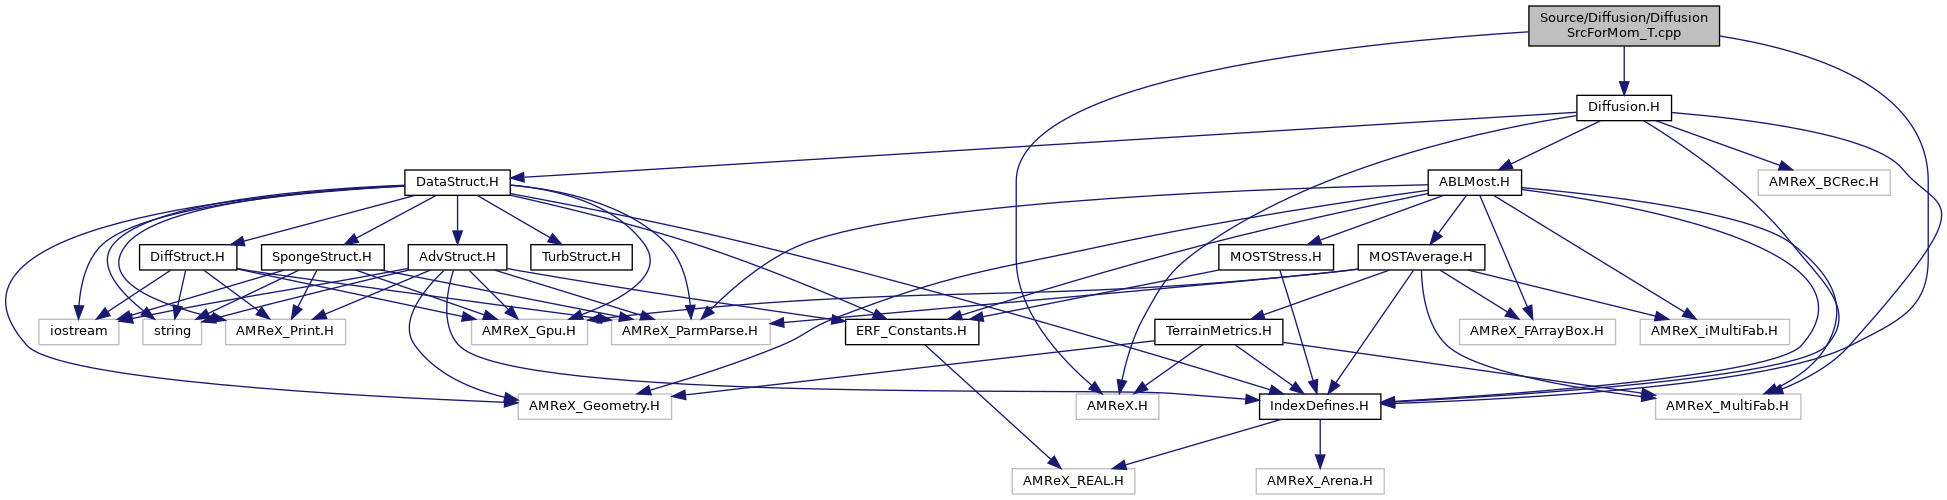 Source/Diffusion/Diffusion
SrcForMom_T.cpp
Diffusion.H
DataStruct.H
ABLMost.H
AMReX_BCRec.H
DiffStruct.H
SpongeStruct.H
AdvStruct.H
TurbStruct.H
MOSTStress.H
MOSTAverage.H
iostream
string
AMReX_Print.H
AMReX_Gpu.H
AMReX_ParmParse.H
ERF_Constants.H
TerrainMetrics.H
AMReX_FArrayBox.H
AMReX_iMultiFab.H
AMReX_Geometry.H
AMReX.H
IndexDefines.H
AMReX_MultiFab.H
AMReX_REAL.H
AMReX_Arena.H